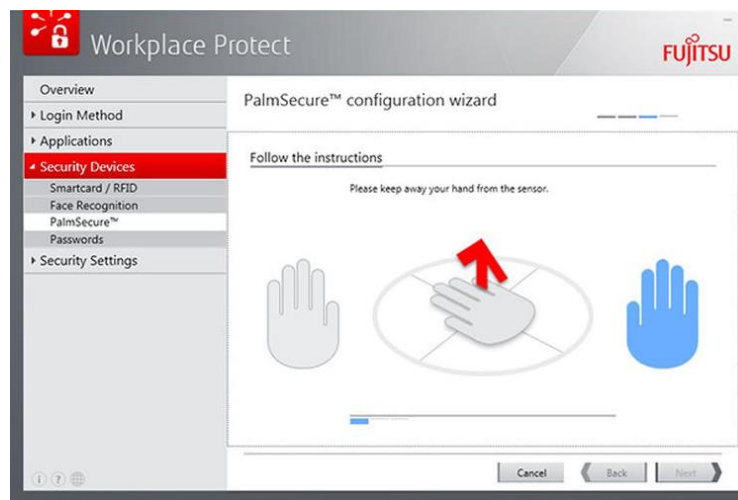 Workplace Protect
FUJITSU
Overview
Login Method
Applications
Security Devices
Smartcard / RFID
Face Recognition
PalmSecure™
Passwords
Security Settings
PalmSecure™ configuration wizard
Follow the instructions
Please keep away your hand from the sensor.
Cancel
Back
Next